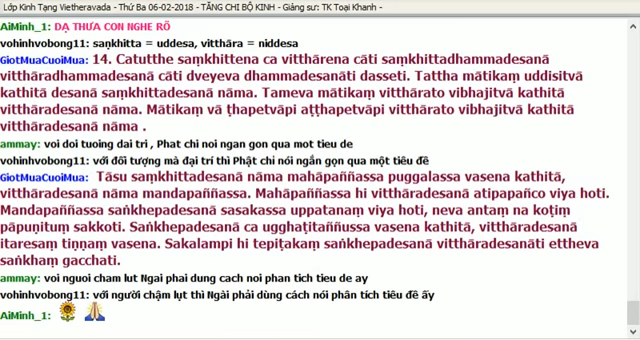 Lớp Kinh Tạng Vietheravada - Thứ Ba 06-02-2018 - TĂNG CHI BỘ KINH - Giảng sư: TK Toại Khanh -
AiMinh_1: DẠ THƯA CON NGHE RÕ
vohinhvobong11: saṇkhitta = uddesa, vitthāra = niddesa
GiotMuaCuoiMua: 14. Catutthe saṃkhittena ca vitthārena cāti saṃkhittadhammadesanā
vitthāradhammadesanā cāti dveyeva dhammadesanāti dasseti. Tattha mātikaṃ uddisitvā
kathitā desanā saṃkhittadesanā nāma. Tameva mātikaṃ vitthārato vibhajitvā kathitā
vitthāradesanā nāma. Mātikaṃ vā ṭhapetvāpi aṭṭhapetvāpi vitthārato vibhajitvā kathitā
vitthāradesanā nāma .
ammay: voi doi tuoing dai tri , Phat chi noi ngan gon qua mot tieu de
vohinhvobong11: với đối tượng mà đại trí thì Phật chỉ nói ngắn gọn qua một tiêu đề
GiotMuaCuoiMua: Tāsu saṃkhittadesanā nāma mahāpaññassa puggalassa vasena kathitā,
vitthāradesanā nāma mandapaññassa. Mahāpaññassa hi vitthāradesanā atipapañco viya hoti.
Mandapaññassa saṅkhepadesanā sasakassa uppatanaṃ viya hoti, neva antaṃ na koṭiṃ
pāpuṇituṃ sakkoti. Saṅkhepadesanā ca ugghaṭitaññussa vasena kathitā, vitthāradesanā
itaresaṃ tiṇṇaṃ vasena. Sakalampi hi tepiṭakaṃ saṅkhepadesanā vitthāradesanāti ettheva
saṅkhaṃ gacchati.
ammay: voi nguoi cham lut Ngai phai dung cach noi phan tich tieu de ay
vohinhvobong11: với người chậm lụt thì Ngài phải dùng cách nói phân tích tiêu đề ấy
AiMinh_1: